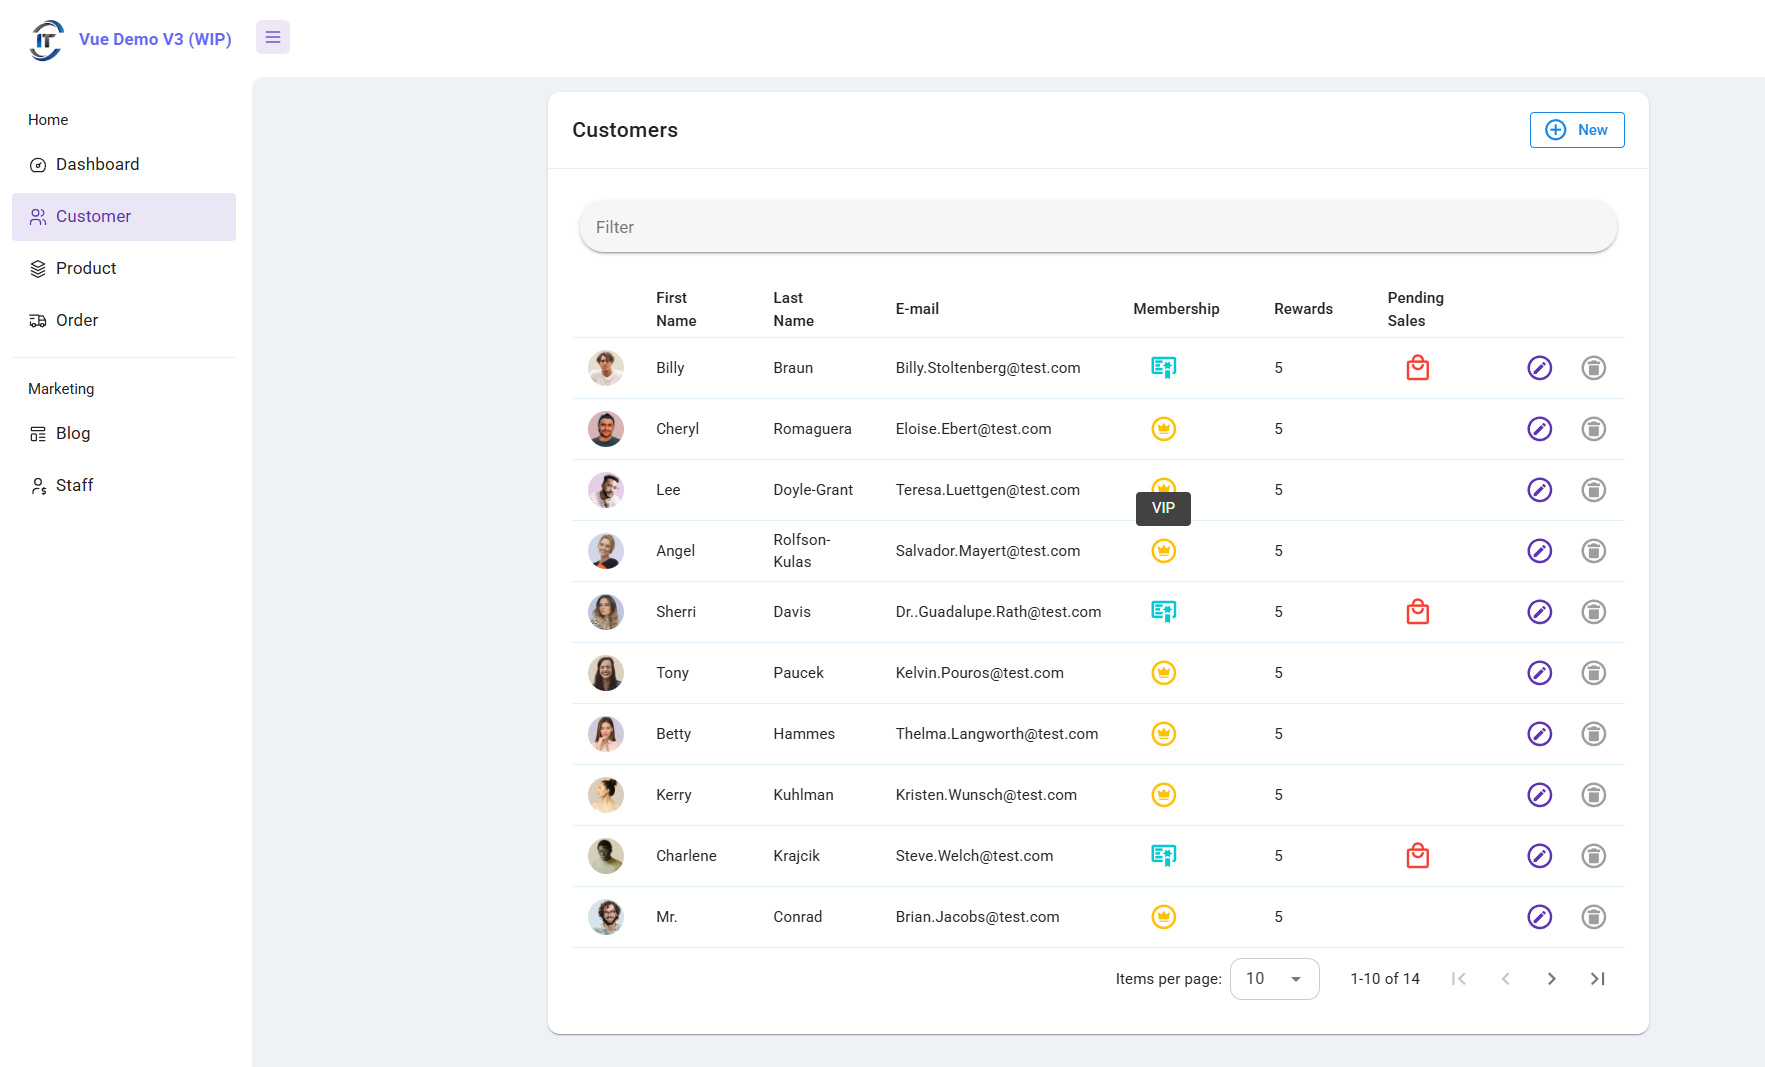 IT
Vue Demo V3 (WIP)
Home
Dashboard
Customer
Product
Order
Marketing
Blog
Staff
Customers
New
Filter
First Name
Last Name
E-mail
Membership
Rewards
Pending Sales
Billy Braun Billy.Stoltenberg@test.com 5
Cheryl Romaguera Eloise.Ebert@test.com 5
Lee Doyle-Grant Teresa.Luettgen@test.com 5
VIP
Angel Rolfson-Kulas Salvador.Mayert@test.com 5
Sherri Davis Dr..Guadalupe.Rath@test.com 5
Tony Paucek Kelvin.Pouros@test.com 5
Betty Hammes Thelma.Langworth@test.com 5
Kerry Kuhlman Kristen.Wunsch@test.com 5
Charlene Krajcik Steve.Welch@test.com 5
Mr. Conrad Brian.Jacobs@test.com 5
Items per page: 10 1-10 of 14